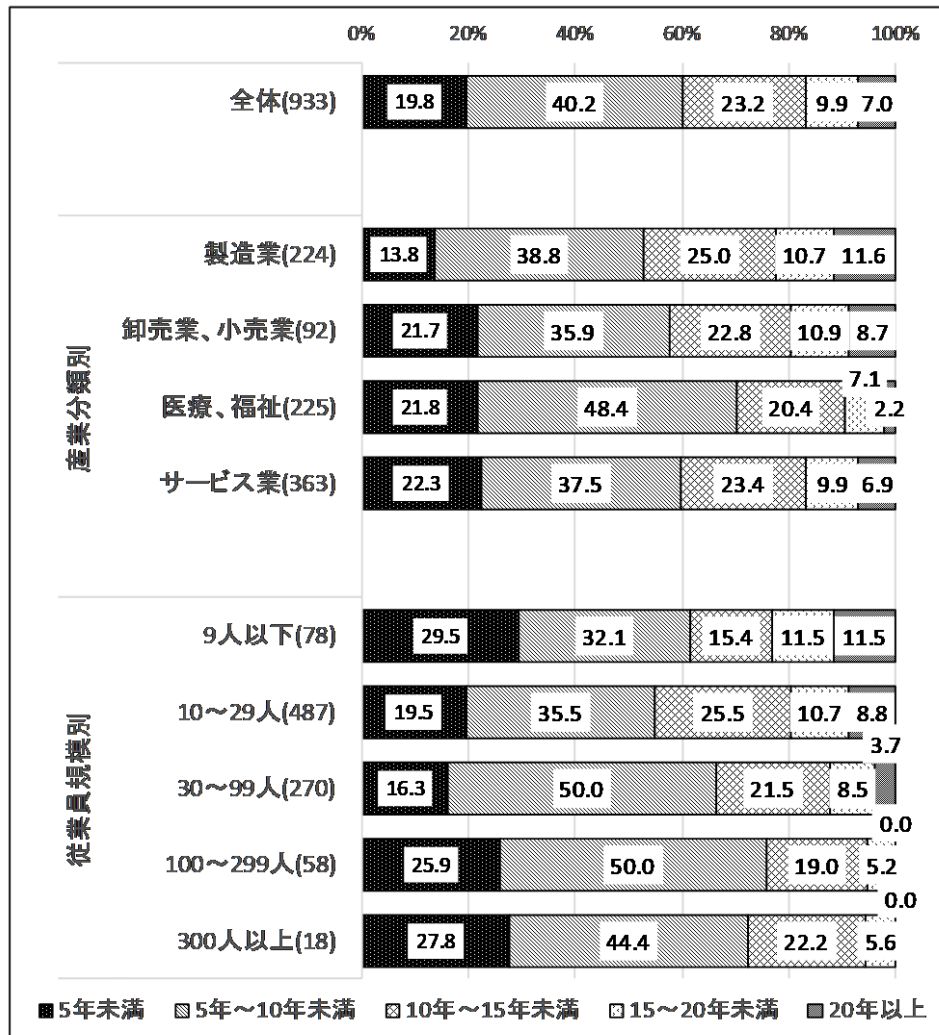 0% 20% 40% 60% 80% 100%
全体(933) 19.8 40.2 23.2 9.9 7.0
産業分類別
製造業(224) 13.8 38.8 25.0 10.7 11.6
卸売業、小売業(92) 21.7 35.9 22.8 10.9 8.7
医療、福祉(225) 21.8 48.4 20.4 7.1 2.2
サービス業(363) 22.3 37.5 23.4 9.9 6.9
従業員規模別
9人以下(78) 29.5 32.1 15.4 11.5 11.5
10～29人(487) 19.5 35.5 25.5 10.7 8.8
30～99人(270) 16.3 50.0 21.5 8.5 3.7
100～299人(58) 25.9 50.0 19.0 5.2 0.0
300人以上(18) 27.8 44.4 22.2 5.6 0.0
5年未満 5年～10年未満 10年～15年未満 15～20年未満 20年以上